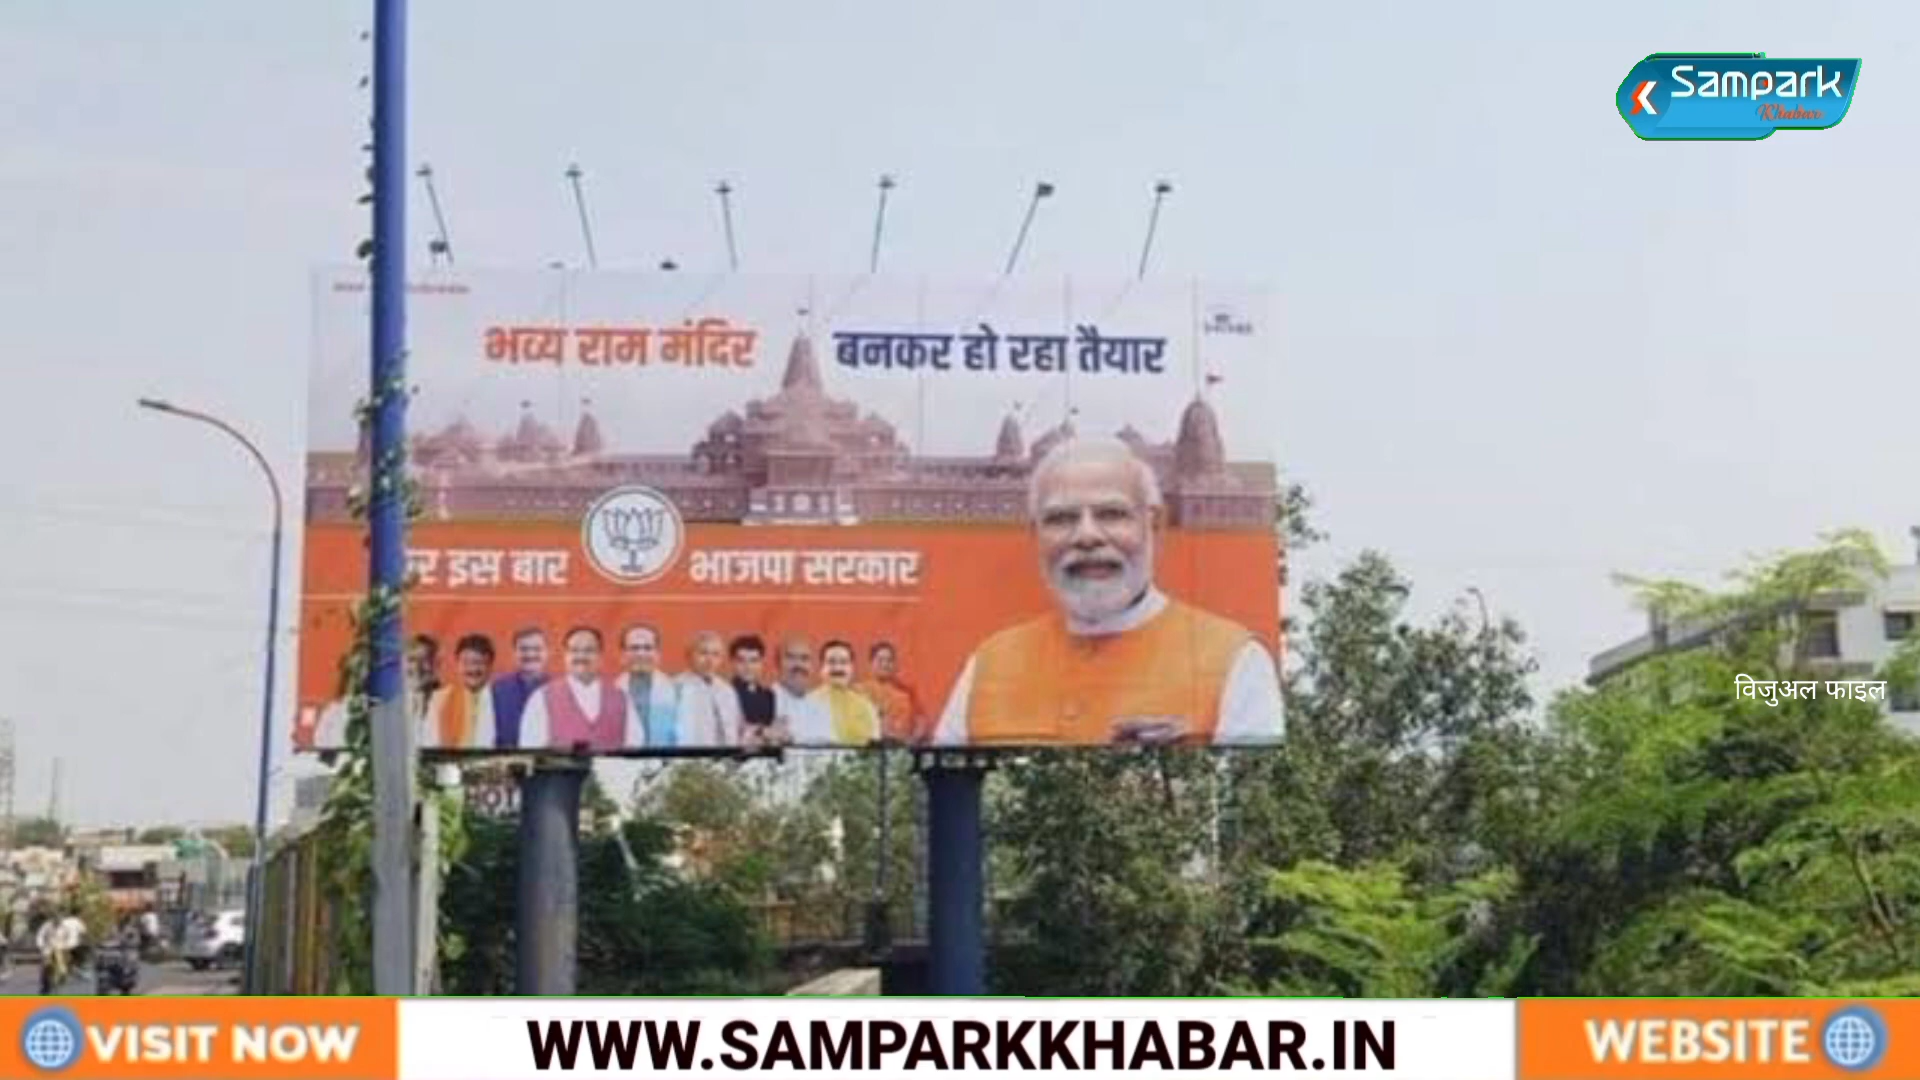 Sampark
Khabar
भव्य राम मंदिर बनकर हो रहा तैयार
इस बार भाजपा सरकार
विजुअल फाइल
VISIT NOW WWW.SAMPARKKHABAR.IN WEBSITE